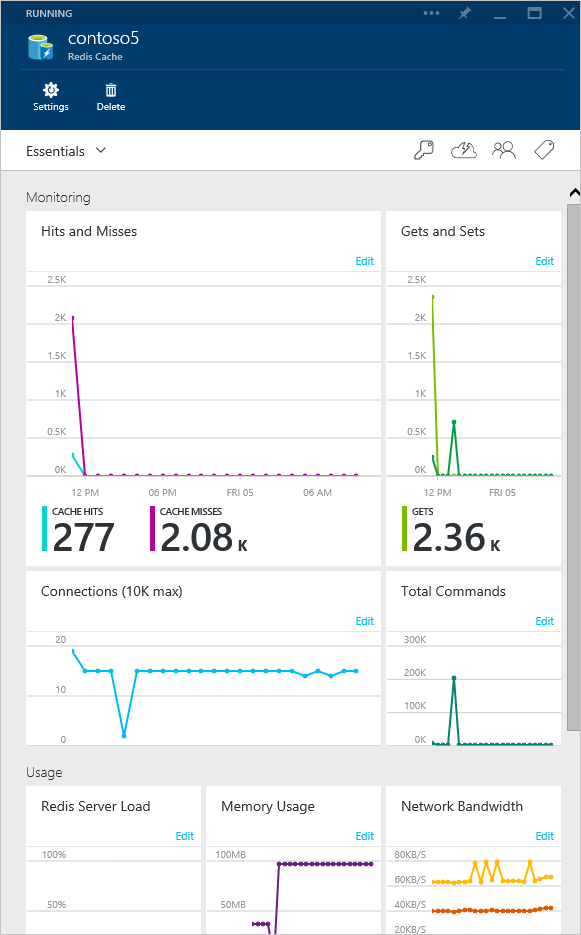 RUNNING
contoso5
Redis Cache
Settings
Delete
Essentials
Monitoring
Hits and Misses
Edit
2.5K
2K
1.5K
1K
0.5K
0K
12 PM 06 PM FRI 05 06 AM
CACHE HITS
277
CACHE MISSES
2.08 K
Gets and Sets
Edit
2.5K
2K
1.5K
1K
0.5K
0K
12 PM FRI 05
GETS
2.36 K
Connections (10K max)
Edit
20
10
0
Total Commands
Edit
300K
200K
100K
0K
Usage
Redis Server Load
Edit
100%
50%
Memory Usage
Edit
100MB
50MB
Network Bandwidth
Edit
80KB/S
60KB/S
40KB/S
20KB/S